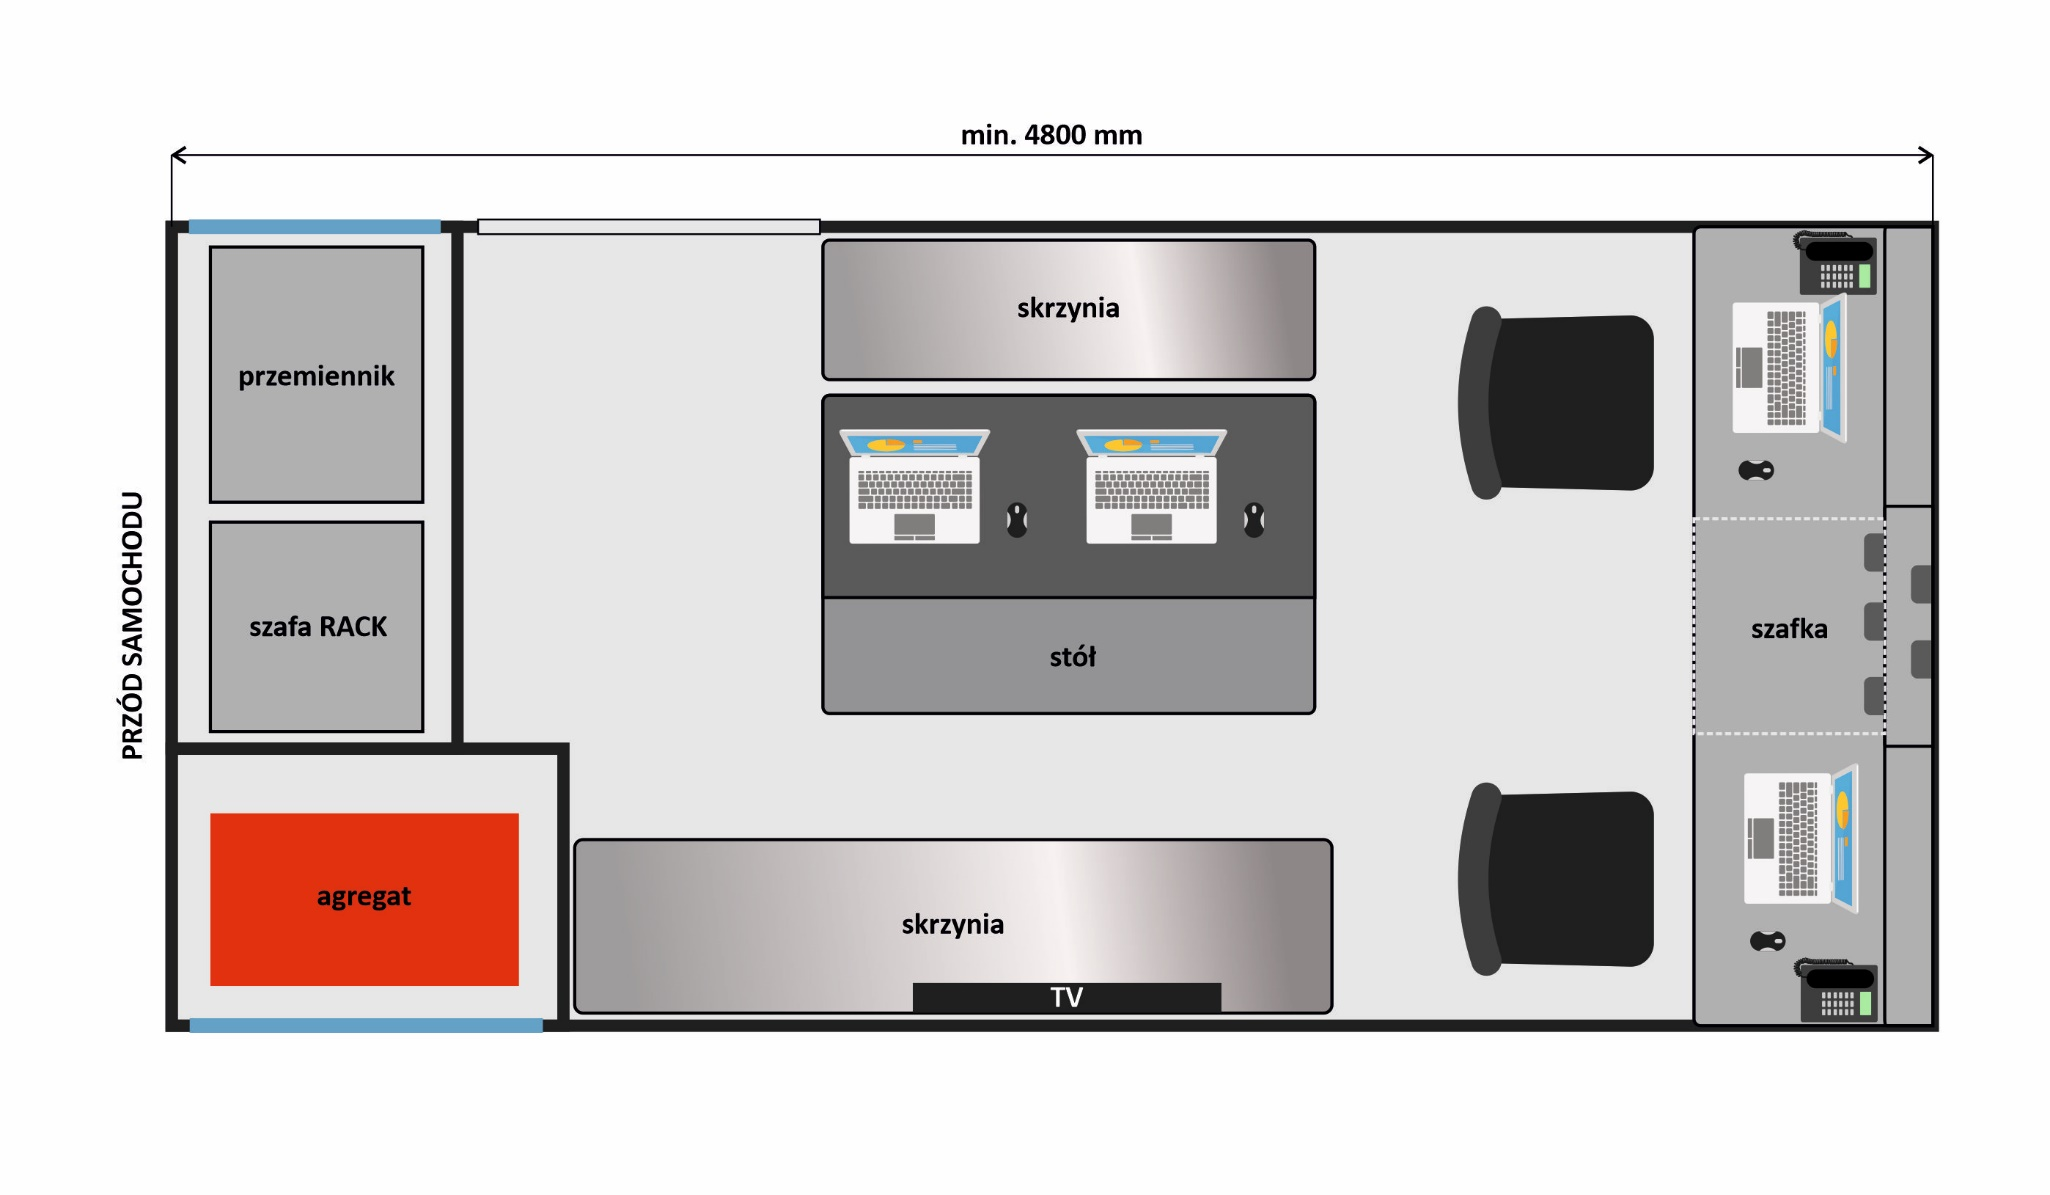 min. 4800 mm
PRZÓD SAMOCHODU
przemiennik
szafa RACK
agregat
skrzynia
stół
skrzynia
TV
szafka